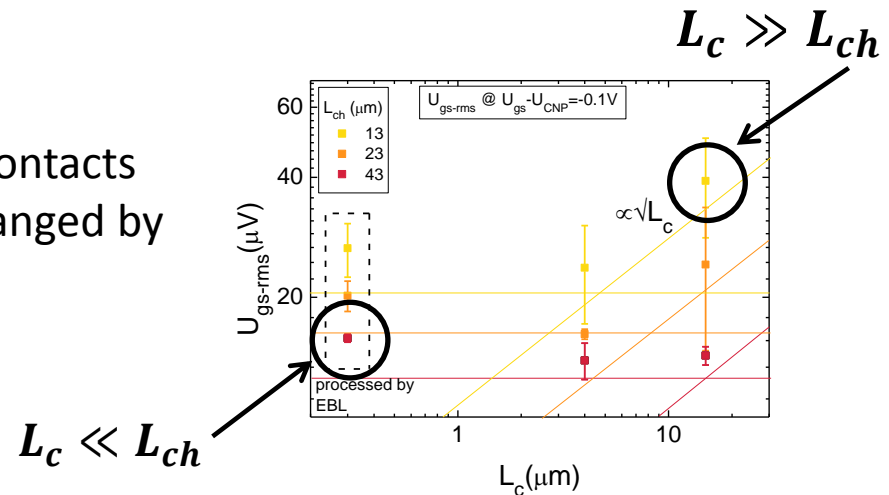 L_c ≫ L_ch
ontacts
anged by
L_ch (μm)
13
23
43
U_gs-rms @ U_gs-U_CNP=-0.1V
60
40
20
U_gs-rms(μV)
∝√L_c
processed by
EBL
L_c ≪ L_ch
1
10
L_c(μm)